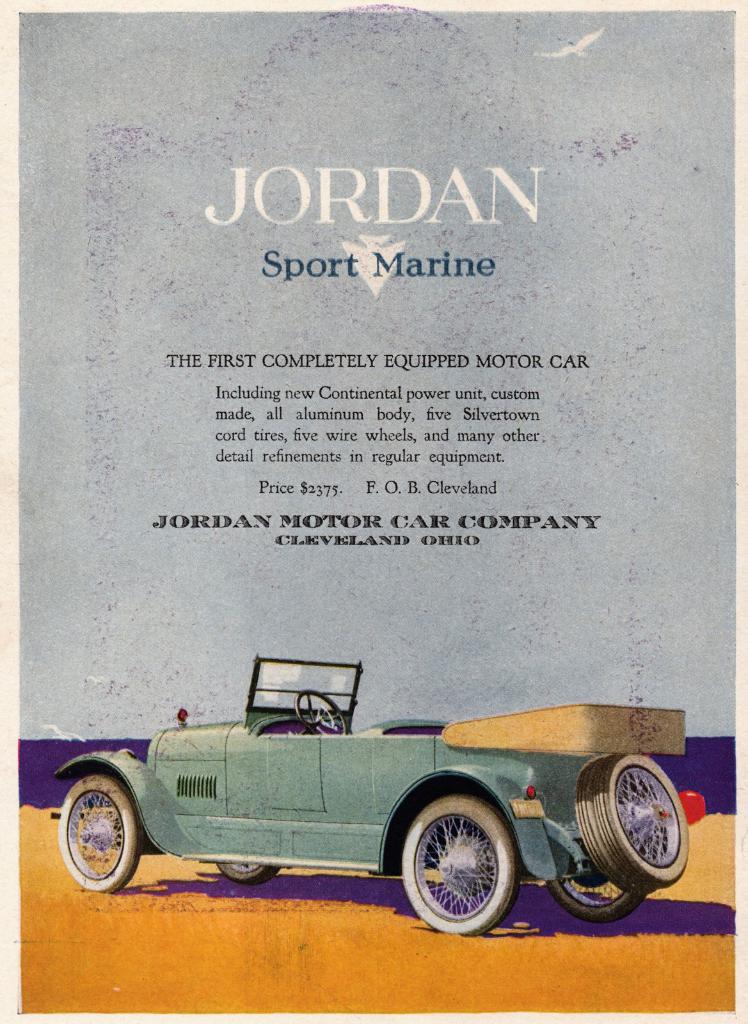 JORDAN
Sport Marine
THE FIRST COMPLETELY EQUIPPED MOTOR CAR
Including new Continental power unit, custom
made, all aluminum body, five Silvertown
cord tires, five wire wheels, and many other
detail refinements in regular equipment.
Price $2375. F. O. B. Cleveland
JORDAN MOTOR CAR COMPANY
CLEVELAND OHIO